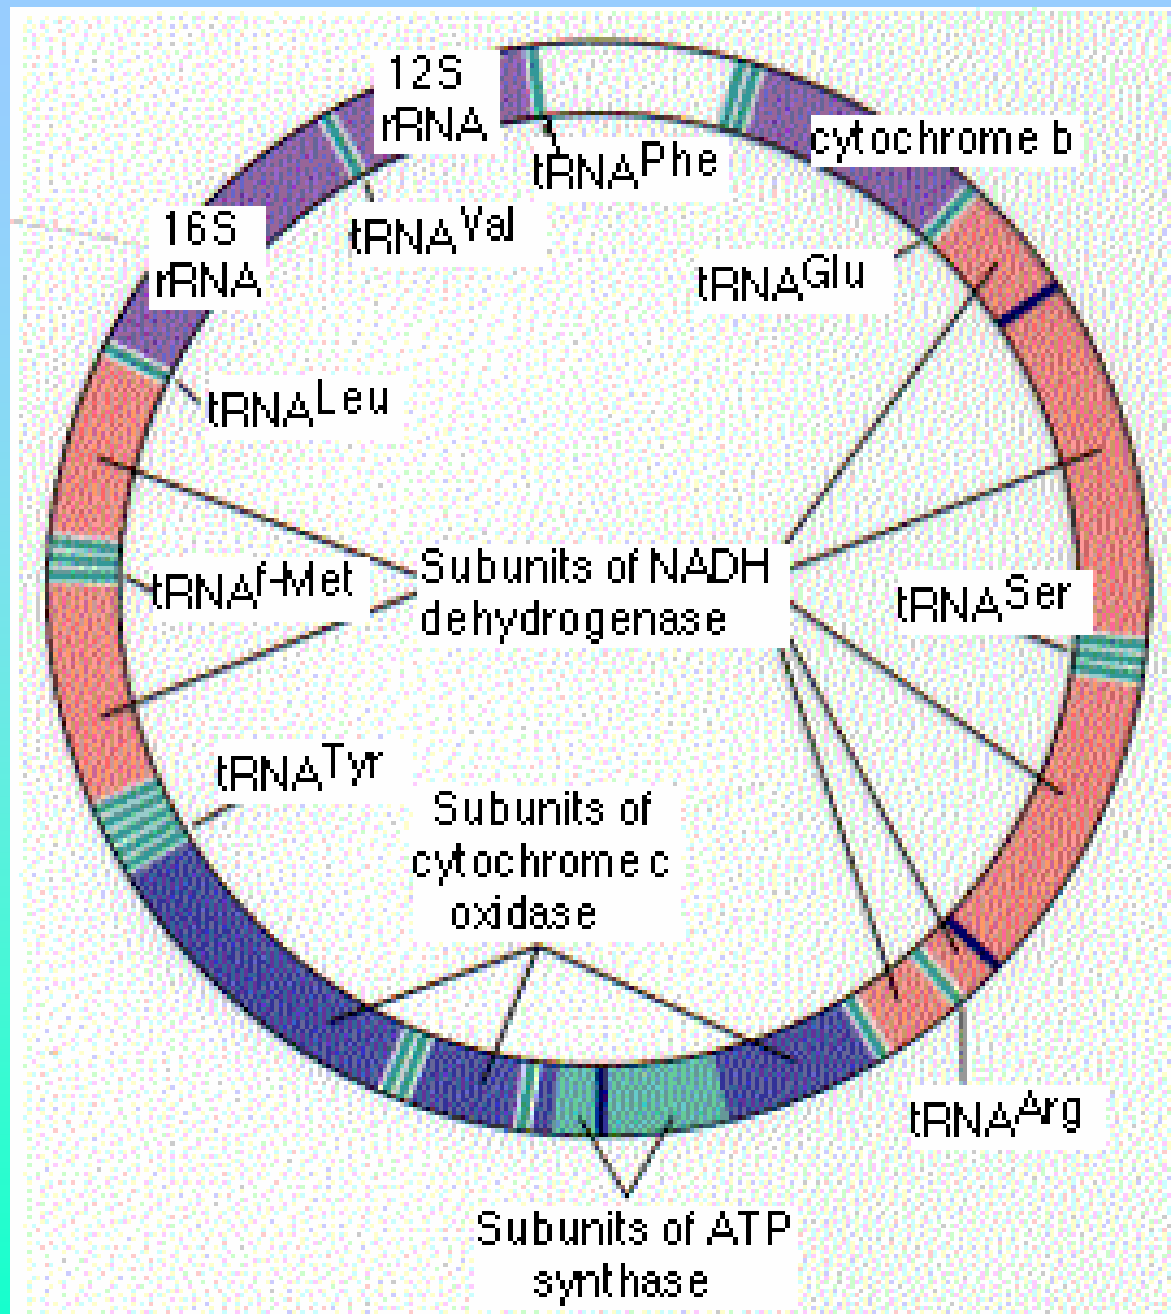 12S
rRNA
tRNAPhe
cytochrome b
tRNAVal
16S
rRNA
tRNAGlu
tRNALeu
Subunits of NADH
dehydrogenase
tRNAf-Met
tRNASer
tRNATyr
Subunits of
cytochrome c
oxidase
tRNAArg
Subunits of ATP
synthase